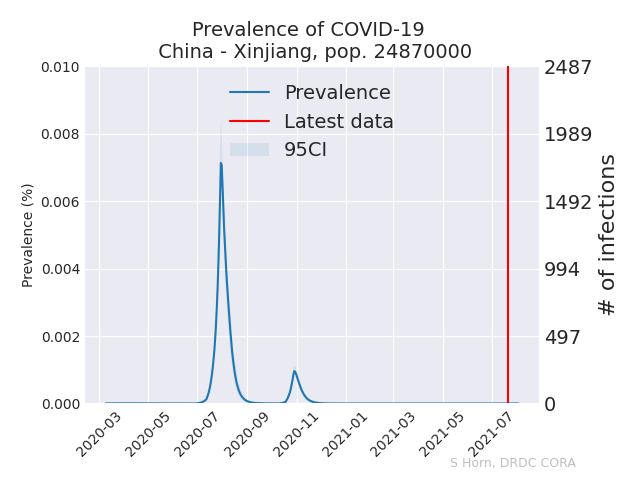 Prevalence of COVID-19
China - Xinjiang, pop. 24870000
Prevalence
Latest data
95CI
Prevalence (%)
0.010
0.008
0.006
0.004
0.002
0.000
2487
1989
1492
994
497
0
# of infections
2020-03
2020-05
2020-07
2020-09
2020-11
2021-01
2021-03
2021-05
2021-07
S Horn, DRDC CORA